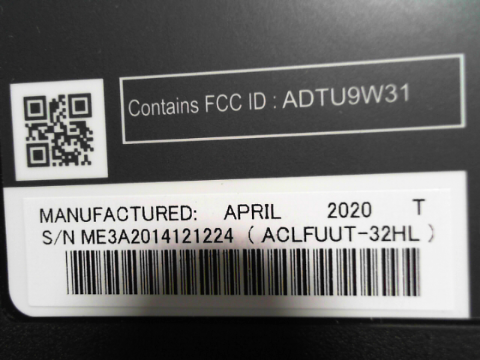 Contains FCC ID : ADTU9W31
MANUFACTURED: APRIL 2020 T
S/N ME3A2014121224 ( ACLFUUT-32HL )